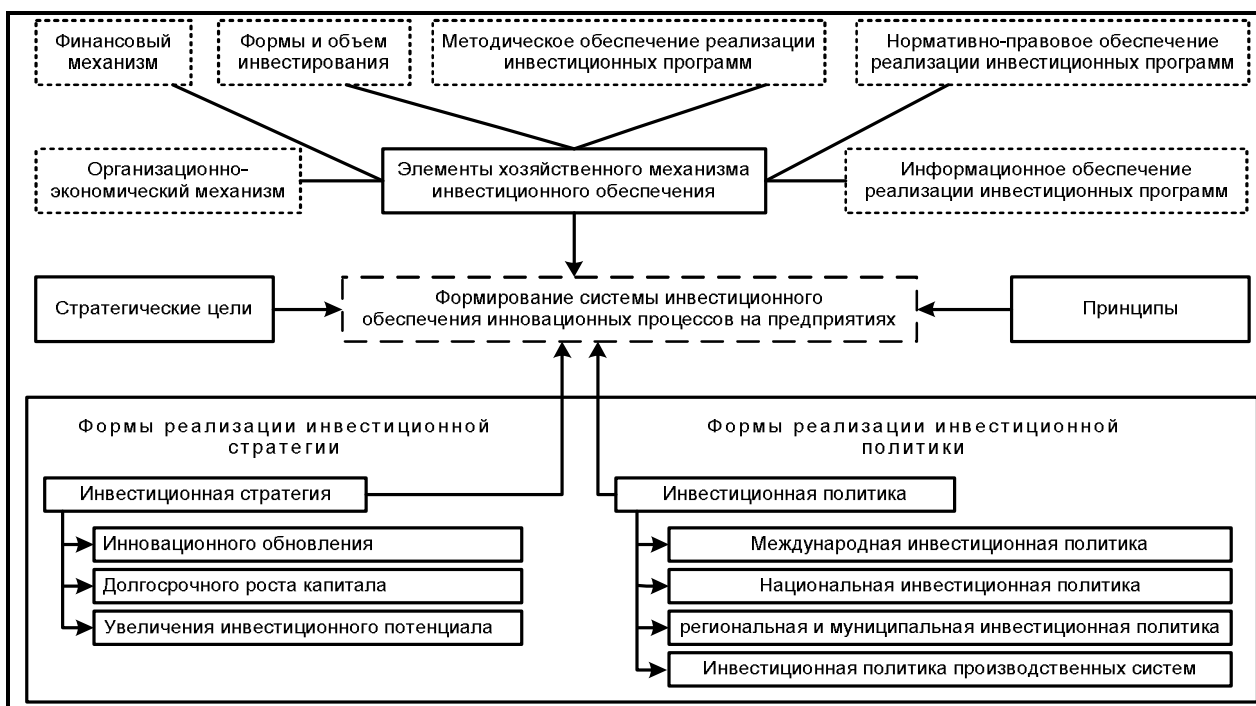 Финансовый
механизм
Формы и объем
инвестирования
Методическое обеспечение реализации
инвестиционных программ
Нормативно-правовое обеспечение
реализации инвестиционных программ
Организационно-
экономический механизм
Элементы хозяйственного механизма
инвестиционного обеспечения
Информационное обеспечение
реализации инвестиционных программ
Стратегические цели
Формирование системы инвестиционного
обеспечения инновационных процессов на предприятиях
Принципы
Формы реализации инвестиционной
стратегии
Инвестиционная стратегия
Инновационного обновления
Долгосрочного роста капитала
Увеличения инвестиционного потенциала
Формы реализации инвестиционной
политики
Инвестиционная политика
Международная инвестиционная политика
Национальная инвестиционная политика
региональная и муниципальная инвестиционная политика
Инвестиционная политика производственных систем